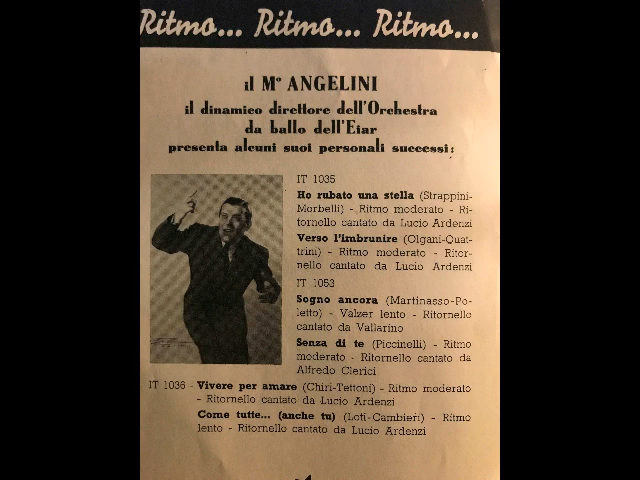 Ritmo... Ritmo... Ritmo...
il Mº ANGELINI
il dinamico direttore dell'Orchestra
da ballo dell'Eiar
presenta alcuni suoi personali successi:
IT 1035
Ho rubato una stella (Strappini-
Morbelli) - Ritmo moderato - Ri-
tornello cantato da Lucio Ardenzi
Verso l'imbrunire (Olgani-Quat-
trini) - Ritmo moderato - Ritor-
nello cantato da Lucio Ardenzi
IT 1053
Sogno ancora (Martinasso-Po-
letto) - Valzer lento - Ritornello
cantato da Vallarino
Senza di te (Piccinelli) - Ritmo
moderato - Ritornello cantato da
Alfredo Clerici
IT 1036 - Vivere per amare (Chiri-Tettoni) - Ritmo moderato
- Ritornello cantato da Lucio Ardenzi
Come tutte... (anche tu) (Loti-Cambieri) - Ritmo
lento - Ritornello cantato da Lucio Ardenzi